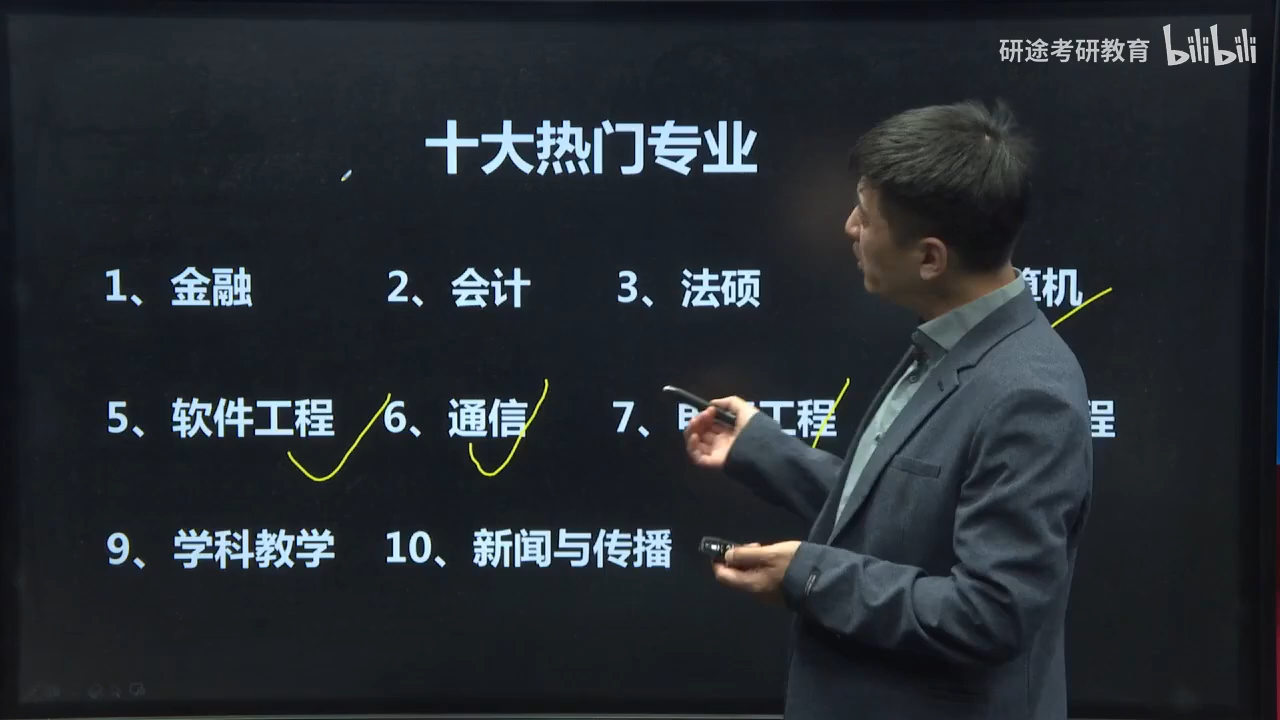 研途考研教育 bilibili
十大热门专业
1、金融 2、会计 3、法硕 算机
5、软件工程 6、通信 7、 工程 程
9、学科教学 10、新闻与传播